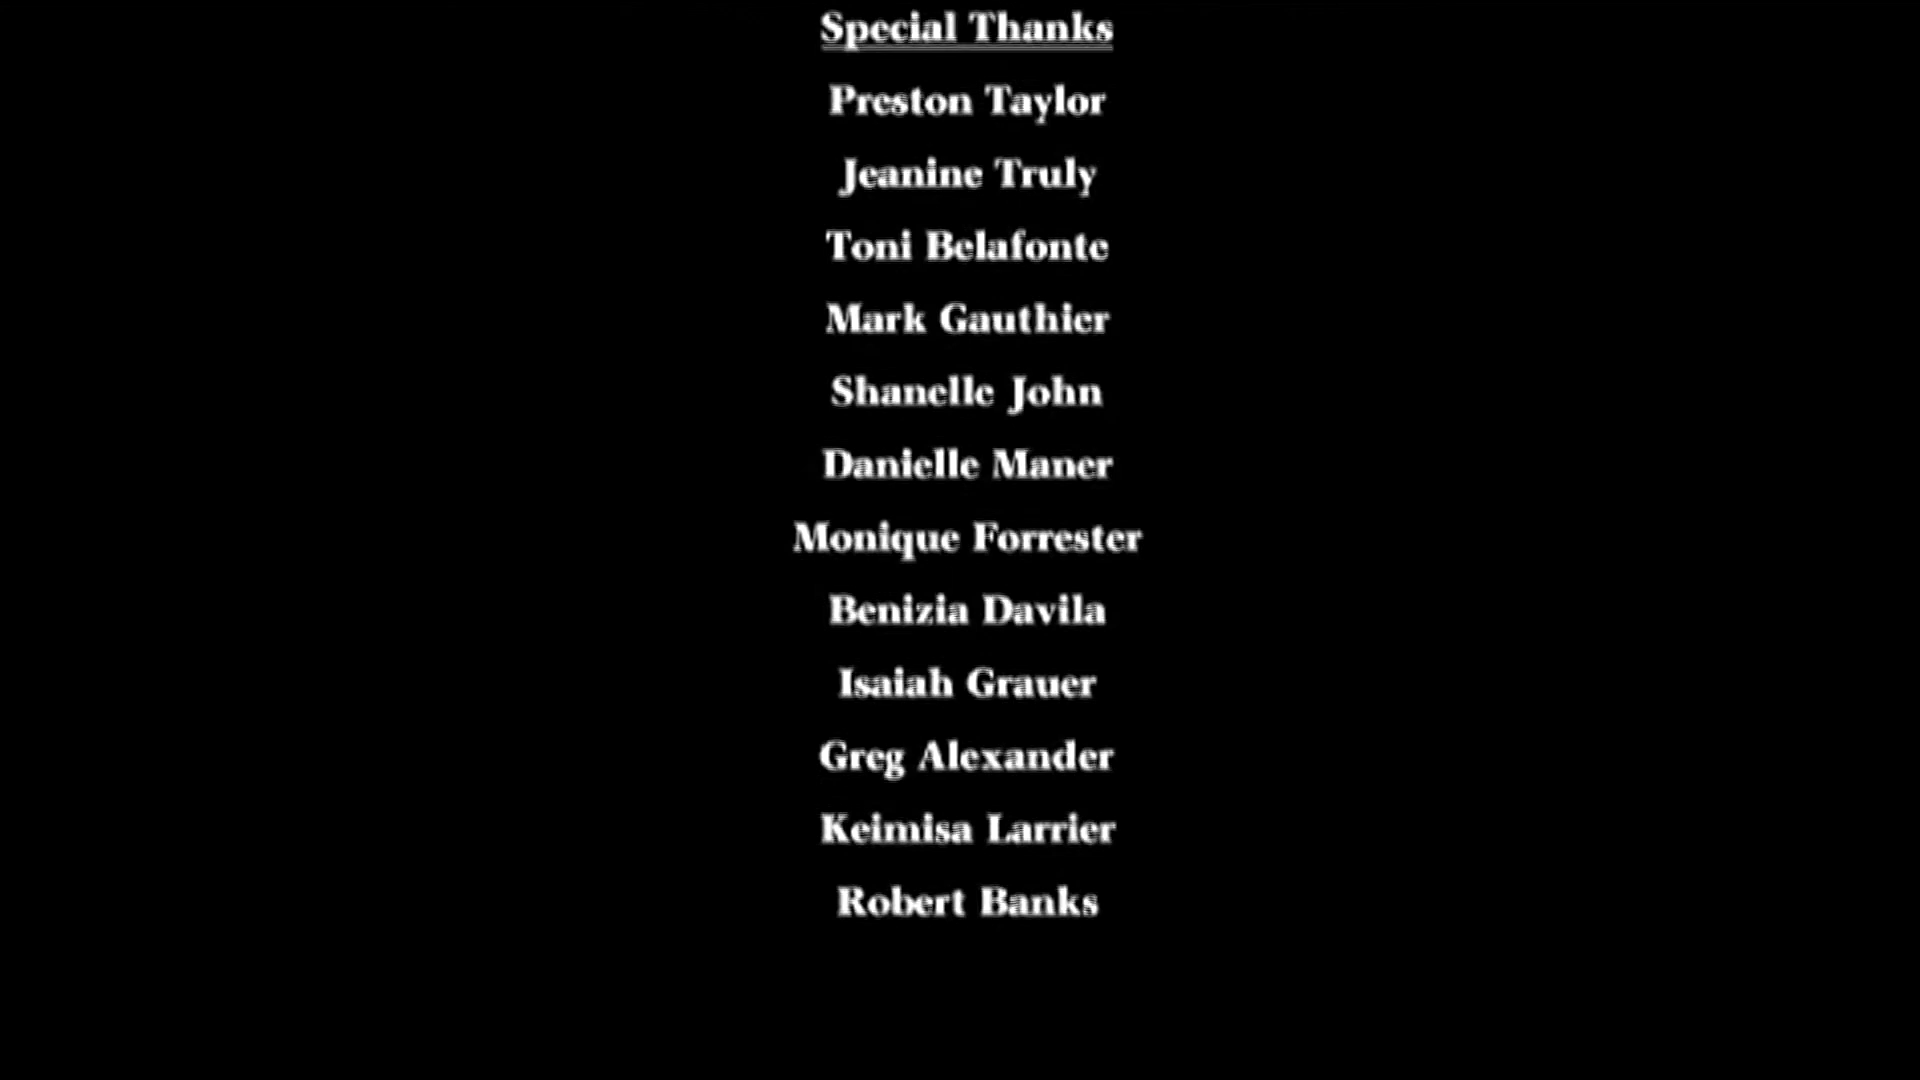 Special Thanks
Preston Taylor
Jeanine Truly
Toni Belafonte
Mark Gauthier
Shanelle John
Danielle Maner
Monique Forrester
Benizia Davila
Isaiah Grauer
Greg Alexander
Keimisa Larrier
Robert Banks